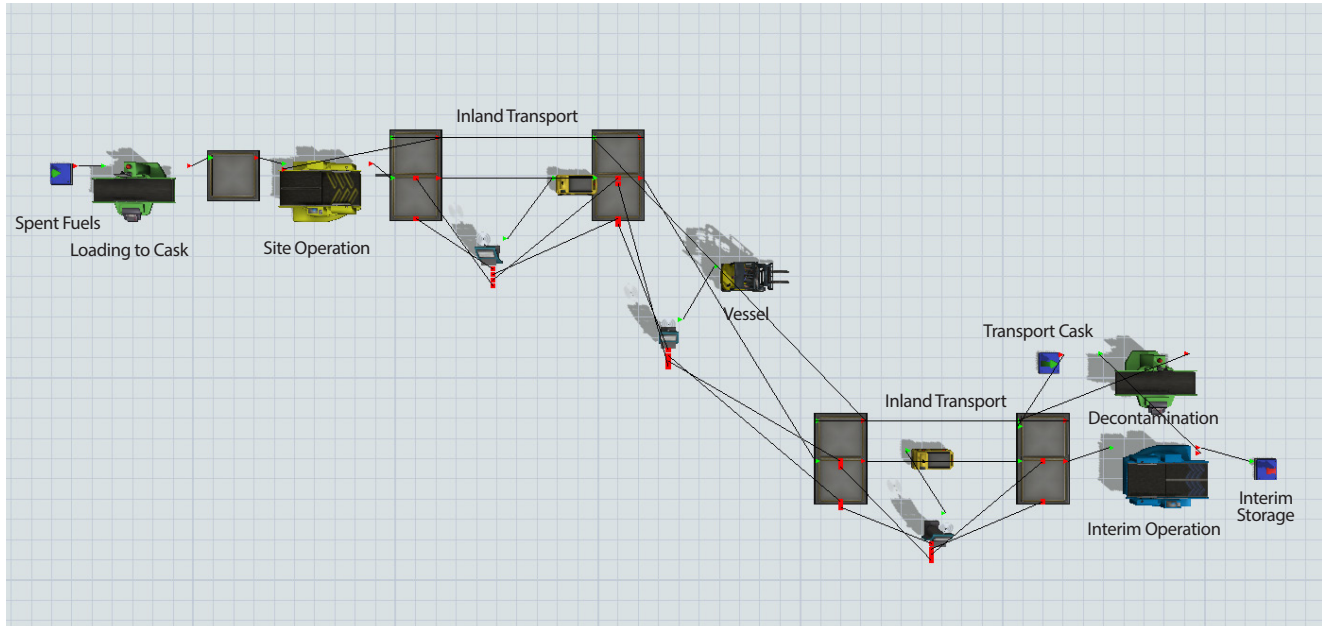 Inland Transport
Spent Fuels
Loading to Cask
Site Operation
Vessel
Transport Cask
Inland Transport
Decontamination
Interim Operation
Interim
Storage